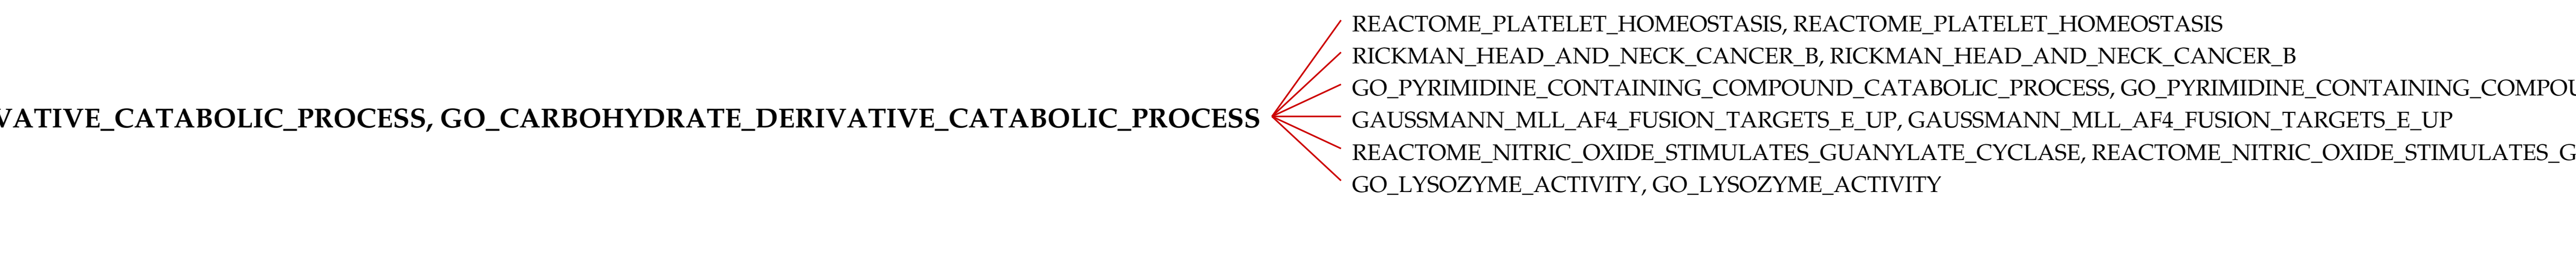 REACTOME_PLATELET_HOMEOSTASIS, REACTOME_PLATELET_HOMEOSTASIS
RICKMAN_HEAD_AND_NECK_CANCER_B, RICKMAN_HEAD_AND_NECK_CANCER_B
GO_PYRIMIDINE_CONTAINING_COMPOUND_CATABOLIC_PROCESS, GO_PYRIMIDINE_CONTAINING_COMPOU
VATIVE_CATABOLIC_PROCESS, GO_CARBOHYDRATE_DERIVATIVE_CATABOLIC_PROCESS
GAUSSMANN_MLL_AF4_FUSION_TARGETS_E_UP, GAUSSMANN_MLL_AF4_FUSION_TARGETS_E_UP
REACTOME_NITRIC_OXIDE_STIMULATES_GUANYLATE_CYCLASE, REACTOME_NITRIC_OXIDE_STIMULATES_G
GO_LYSOZYME_ACTIVITY, GO_LYSOZYME_ACTIVITY